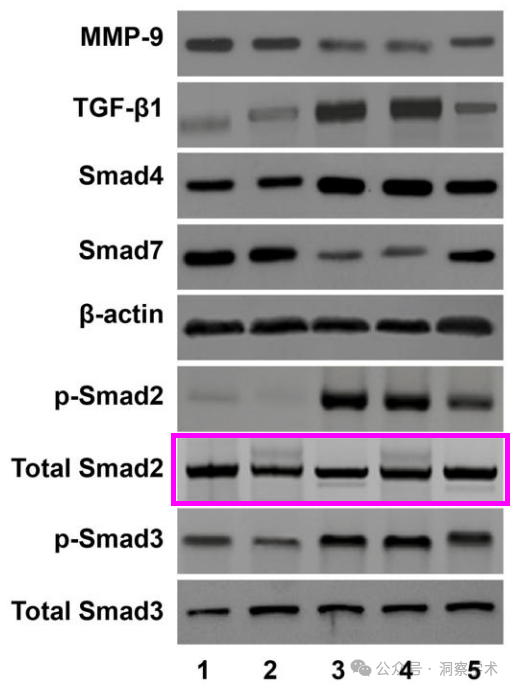 MMP-9
TGF-β1
Smad4
Smad7
β-actin
p-Smad2
Total Smad2
p-Smad3
Total Smad3
1 2 3 4 5
公众号 · 洞察学术